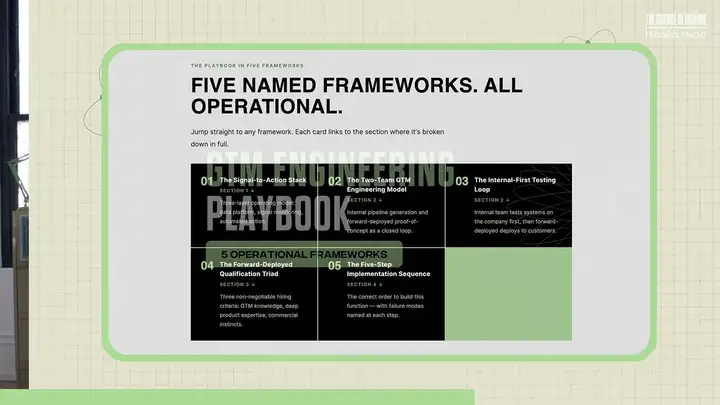 THE SCIENCE OF SCALING
HubSpot Media
THE PLAYBOOK IN FIVE FRAMEWORKS
FIVE NAMED FRAMEWORKS. ALL
OPERATIONAL.
Jump straight to any framework. Each card links to the section where it's broken
down in full.
GTM ENGINEERING
PLAYBOOK
5 OPERATIONAL FRAMEWORKS
01 The Signal-to-Action Stack
SECTION 1 ↓
Three-layer operating model:
data platform, signal monitoring,
automated action.
02 The Two-Team GTM
Engineering Model
SECTION 2 ↓
Internal pipeline generation and
forward-deployed proof-of-
concept as a closed loop.
03 The Internal-First Testing
Loop
SECTION 2 ↓
Internal team tests systems on
the company first, then forward-
deployed deploys to customers.
04 The Forward-Deployed
Qualification Triad
SECTION 3 ↓
Three non-negotiable hiring
criteria: GTM knowledge, deep
product expertise, commercial
instincts.
05 The Five-Step
Implementation Sequence
SECTION 4 ↓
The correct order to build this
function — with failure modes
named at each step.